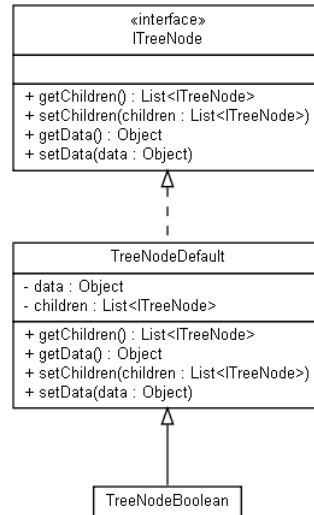 «interface»
ITreeNode
+ getChildren() : List<ITreeNode>
+ setChildren(children : List<ITreeNode>)
+ getData() : Object
+ setData(data : Object)
TreeNodeDefault
- data : Object
- children : List<ITreeNode>
+ getChildren() : List<ITreeNode>
+ getData() : Object
+ setChildren(children : List<ITreeNode>)
+ setData(data : Object)
TreeNodeBoolean